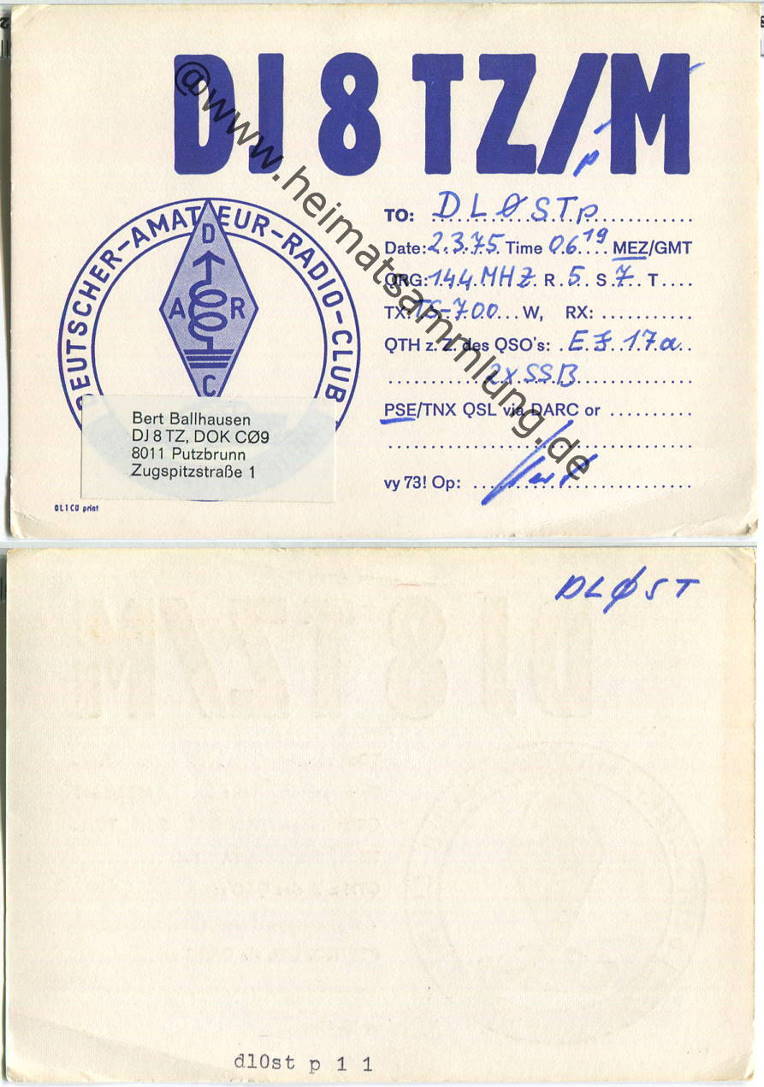 DJ 8 TZ/M
p
@www.heimatsammlung.de
DEUTSCHER-AMATEUR-RADIO-CLUB
D
A R
C
TO: DLØSTp
Date: 2.3.75 Time 06 19 MEZ/GMT
QRG: 144 MHz R 5 S 7 T
TX: TS-700 W, RX:
QTH z. Z. des QSO's: EJ 17a
2x SSB
PSE/TNX QSL via DARC or
vy 73! Op:
Bert Ballhausen
DJ 8 TZ, DOK CØ9
8011 Putzbrunn
Zugspitzstraße 1
DL1CU print
DLØST
dl0st p 1 1